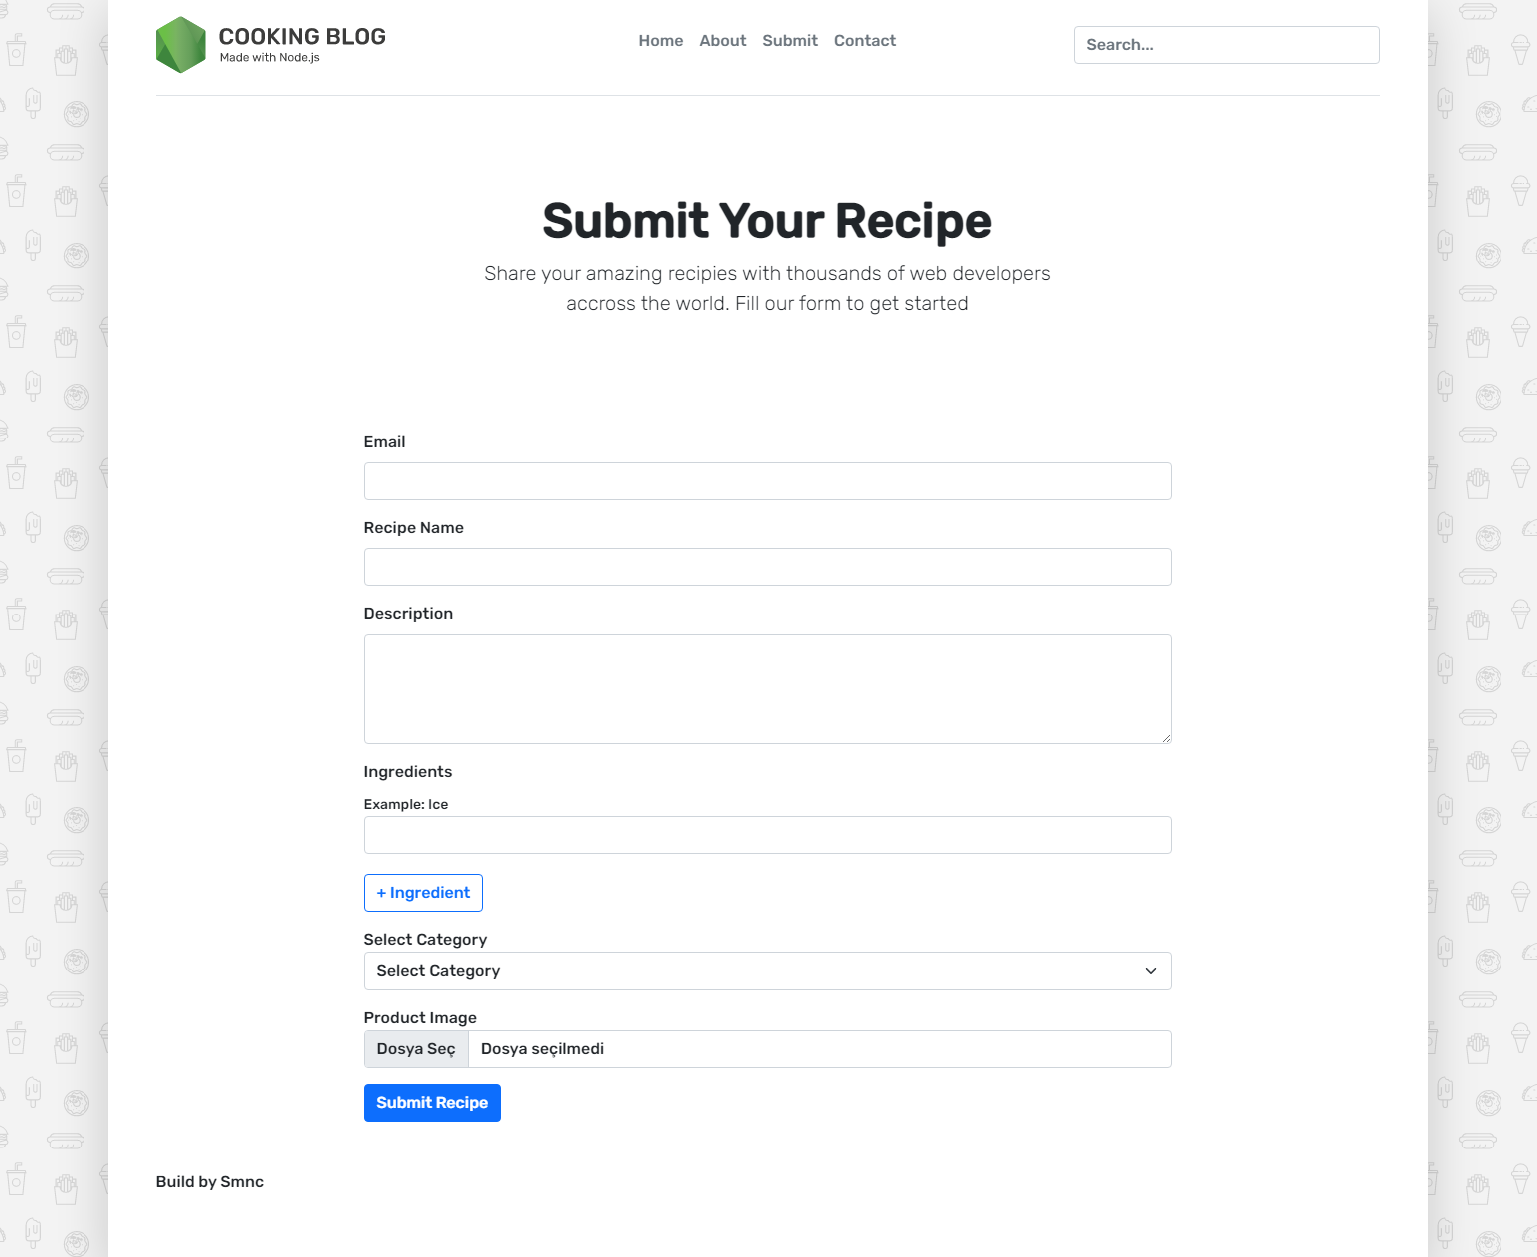 COOKING BLOG
Made with Node.js
Home About Submit Contact
Search...
Submit Your Recipe
Share your amazing recipies with thousands of web developers
accross the world. Fill our form to get started
Email
Recipe Name
Description
Ingredients
Example: Ice
+ Ingredient
Select Category
Select Category
Product Image
Dosya Seç Dosya seçilmedi
Submit Recipe
Build by Smnc